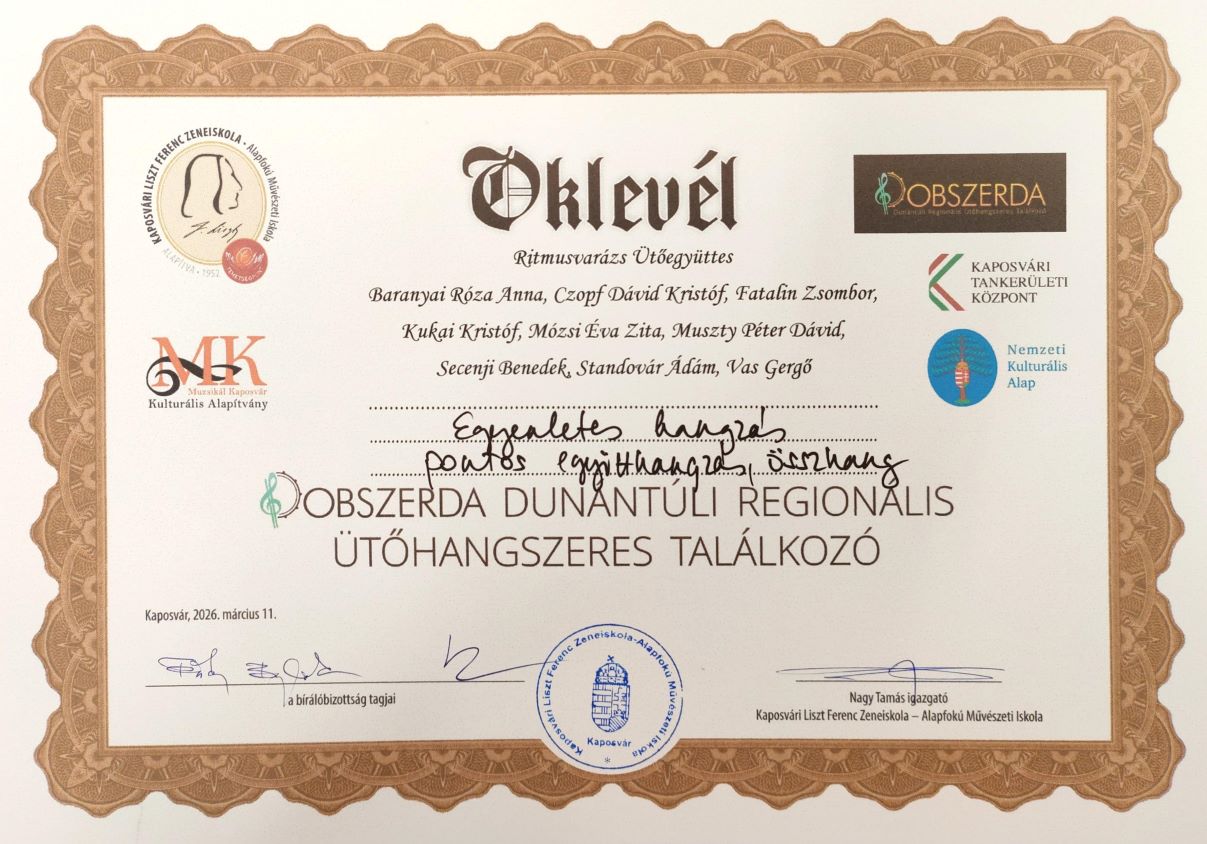 KAPOSVÁRI LISZT FERENC ZENEISKOLA • Alapfokú Művészeti Iskola
ALAPÍTVA • 1952
Oklevél
DOBSZERDA
Dunántúli Regionális Ütőhangszeres Találkozó
Ritmusvarázs Ütőegyüttes
Baranyai Róza Anna, Czopf Dávid Kristóf, Fatalin Zsombor,
Kukai Kristóf, Mózsi Éva Zita, Muszty Péter Dávid,
Secenji Benedek, Standovár Ádám, Vas Gergő
KAPOSVÁRI
TANKERÜLETI
KÖZPONT
MK
Muzsikál Kaposvár
Kulturális Alapítvány
Nemzeti
Kulturális
Alap
Egyenletes hangzás
pontos együtthangzás, összhang
DOBSZERDA DUNÁNTÚLI REGIONÁLIS
ÜTŐHANGSZERES TALÁLKOZÓ
Kaposvár, 2026. március 11.
a bírálóbizottság tagjai
Kaposvári Liszt Ferenc Zeneiskola-Alapfokú Művészeti Iskola
Kaposvár
Nagy Tamás igazgató
Kaposvári Liszt Ferenc Zeneiskola – Alapfokú Művészeti Iskola